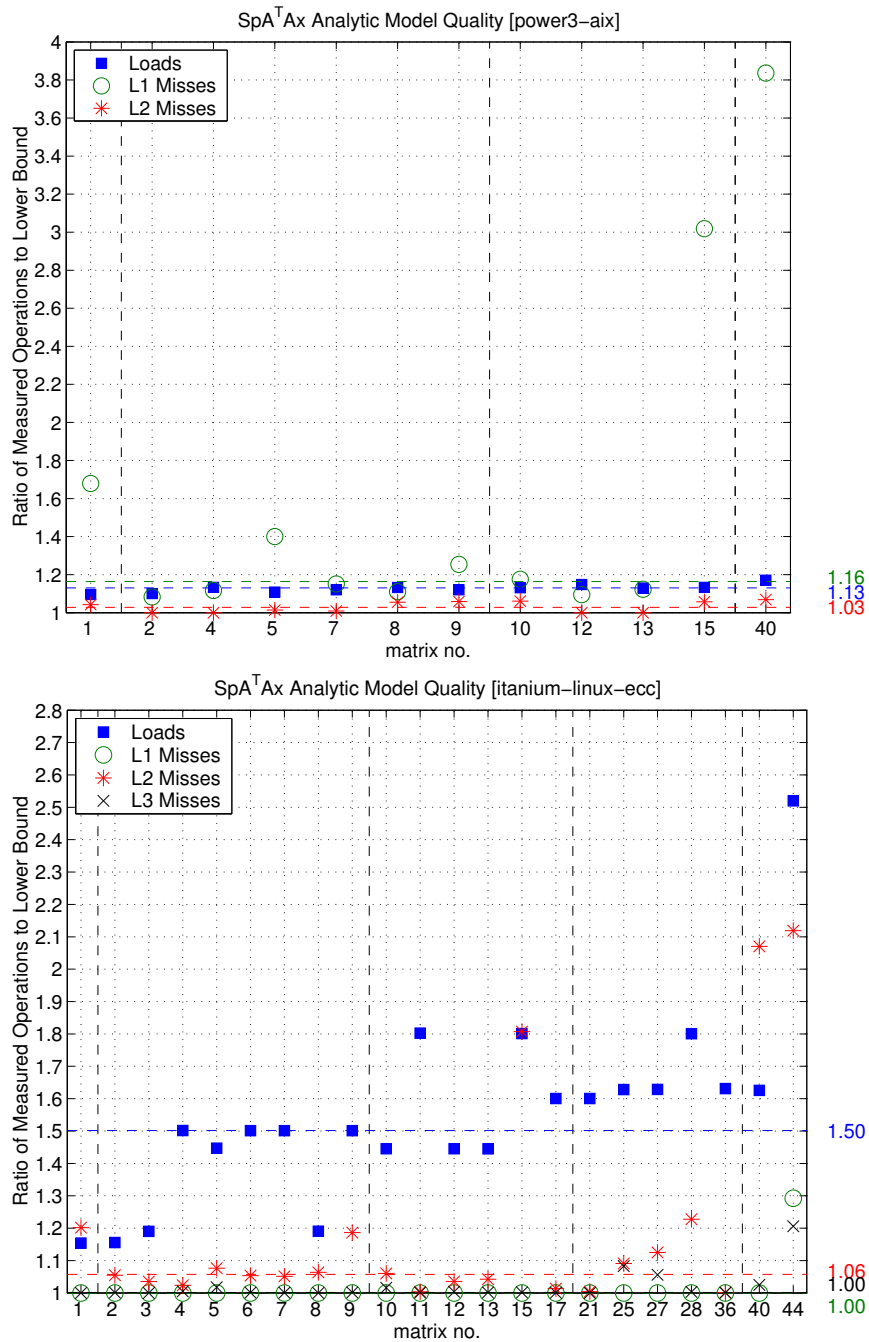 SpA^TAx Analytic Model Quality [power3−aix]
4
3.8
3.6
3.4
3.2
3
2.8
2.6
2.4
2.2
2
1.8
1.6
1.4
1.2
1
Ratio of Measured Operations to Lower Bound
Loads
L1 Misses
L2 Misses
1.16
1.13
1.03
1 2 4 5 7 8 9 10 12 13 15 40
matrix no.
SpA^TAx Analytic Model Quality [itanium−linux−ecc]
2.8
2.7
2.6
2.5
2.4
2.3
2.2
2.1
2
1.9
1.8
1.7
1.6
1.5
1.4
1.3
1.2
1.1
1
Ratio of Measured Operations to Lower Bound
Loads
L1 Misses
L2 Misses
L3 Misses
1.50
1.06
1.00
1.00
1 2 3 4 5 6 7 8 9 10 11 12 13 15 17 21 25 27 28 36 40 44
matrix no.